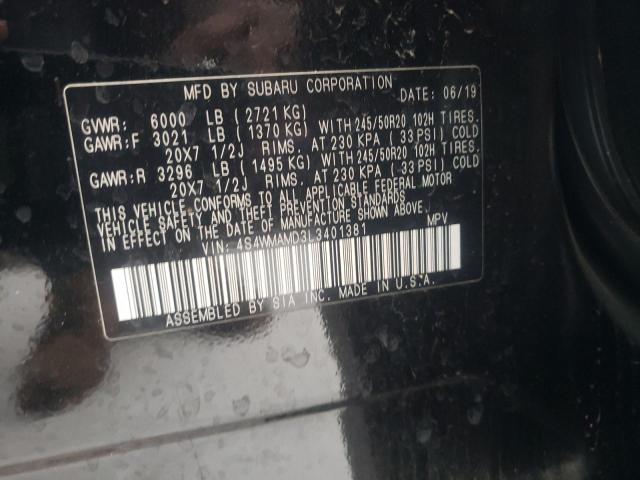 MFD BY SUBARU CORPORATION DATE: 06/19
GVWR: 6000 LB (2721 KG)
GAWR:F 3021 LB (1370 KG) WITH 245/50R20 102H TIRES.
20X7 1/2J RIMS. AT 230 KPA (33 PSI) COLD
GAWR:R 3296 LB (1495 KG) WITH 245/50R20 102H TIRES.
20X7 1/2J RIMS. AT 230 KPA (33 PSI) COLD
THIS VEHICLE CONFORMS TO ALL APPLICABLE FEDERAL MOTOR
VEHICLE SAFETY AND THEFT PREVENTION STANDARDS
IN EFFECT ON THE DATE OF MANUFACTURE SHOWN ABOVE.
VIN: 4S4WMAMD3L3401381 MPV
ASSEMBLED BY SIA INC. MADE IN U.S.A.